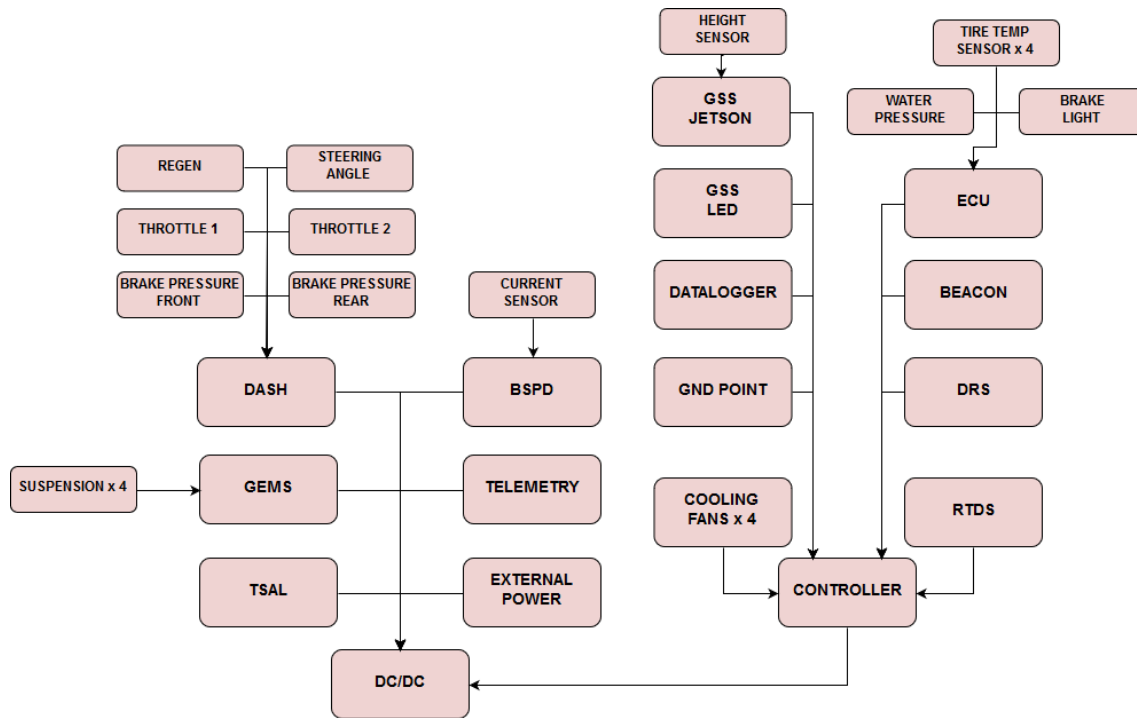 HEIGHT
SENSOR
TIRE TEMP
SENSOR x 4
GSS
JETSON
WATER
PRESSURE
BRAKE
LIGHT
REGEN
STEERING
ANGLE
GSS
LED
ECU
THROTTLE 1
THROTTLE 2
BRAKE PRESSURE
FRONT
BRAKE PRESSURE
REAR
CURRENT
SENSOR
DATALOGGER
BEACON
DASH
BSPD
GND POINT
DRS
SUSPENSION x 4
GEMS
TELEMETRY
COOLING
FANS x 4
RTDS
TSAL
EXTERNAL
POWER
CONTROLLER
DC/DC